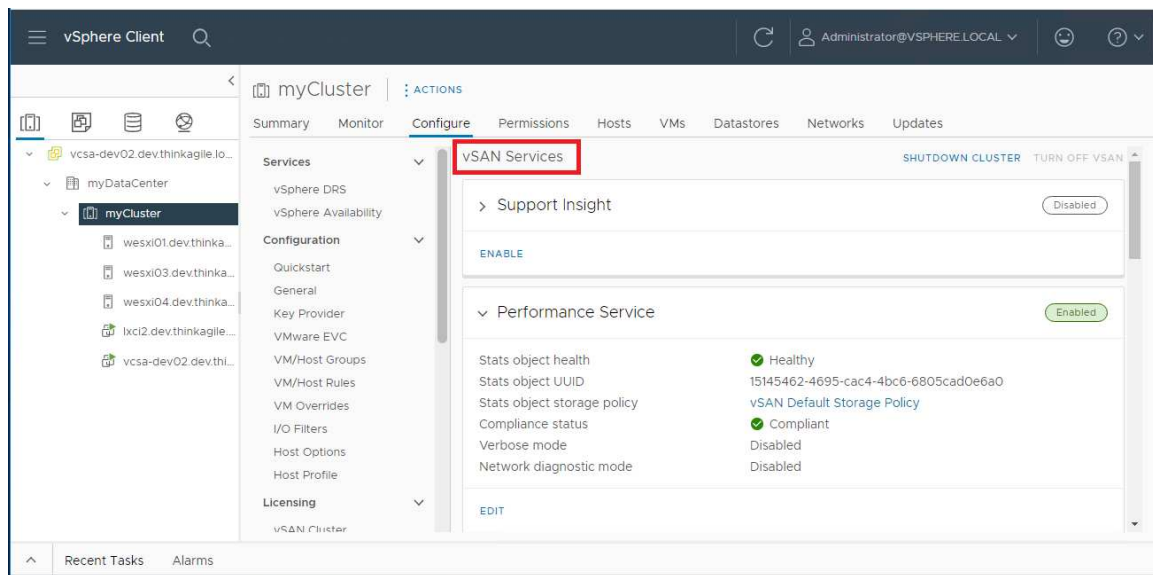 vSphere Client
Administrator@VSPHERE.LOCAL
myCluster
ACTIONS
Summary Monitor Configure Permissions Hosts VMs Datastores Networks Updates
vcsa-dev02.dev.thinkagile.lo...
myDataCenter
myCluster
wesxi01.dev.thinka...
wesxi03.dev.thinka...
wesxi04.dev.thinka...
lxci2.dev.thinkagile....
vcsa-dev02.dev.thi...
Services
vSphere DRS
vSphere Availability
Configuration
Quickstart
General
Key Provider
VMware EVC
VM/Host Groups
VM/Host Rules
VM Overrides
I/O Filters
Host Options
Host Profile
Licensing
vSAN Cluster
vSAN Services
SHUTDOWN CLUSTER TURN OFF VSAN
Support Insight
Disabled
ENABLE
Performance Service
Enabled
Stats object health Healthy
Stats object UUID 15145462-4695-cac4-4bc6-6805cad0e6a0
Stats object storage policy vSAN Default Storage Policy
Compliance status Compliant
Verbose mode Disabled
Network diagnostic mode Disabled
EDIT
Recent Tasks Alarms